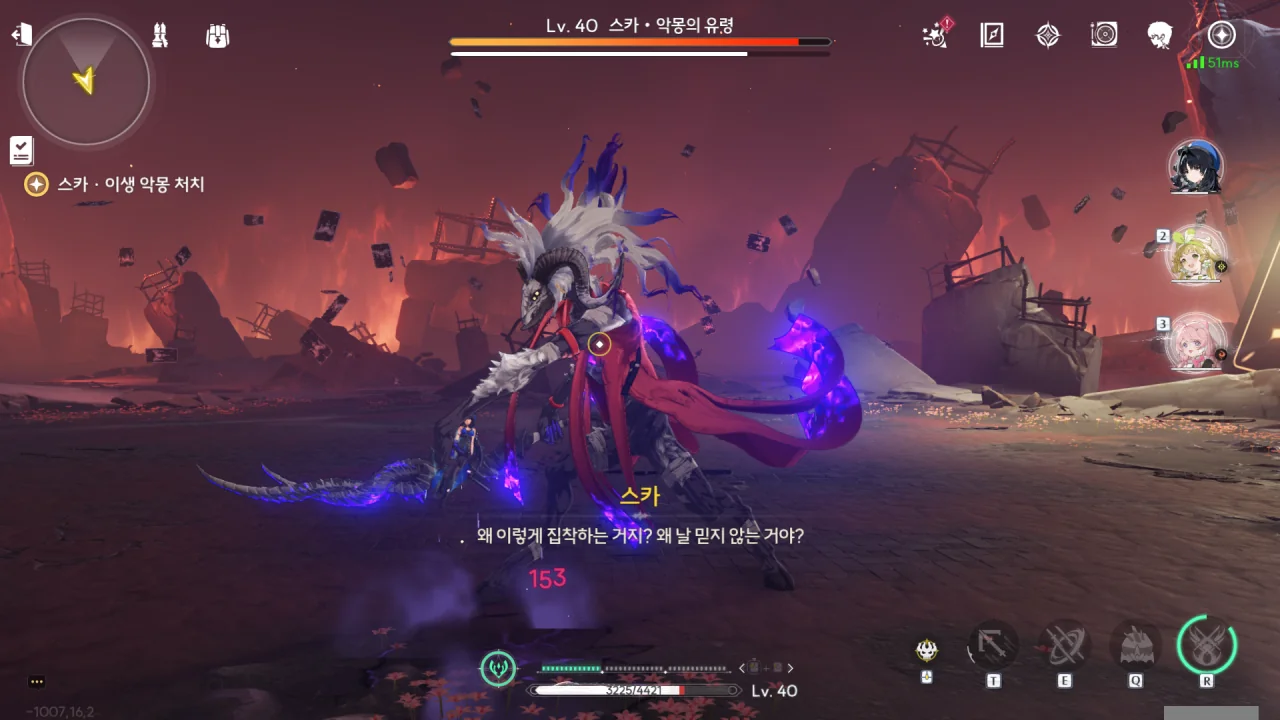 Lv. 40 스카 • 악몽의 유령
51ms
스카 · 이생 악몽 처치
2
3
스카
왜 이렇게 집착하는 거지? 왜 날 믿지 않는 거야?
153
3225/4421
Lv. 40
T
E
Q
R
-1007,16,2